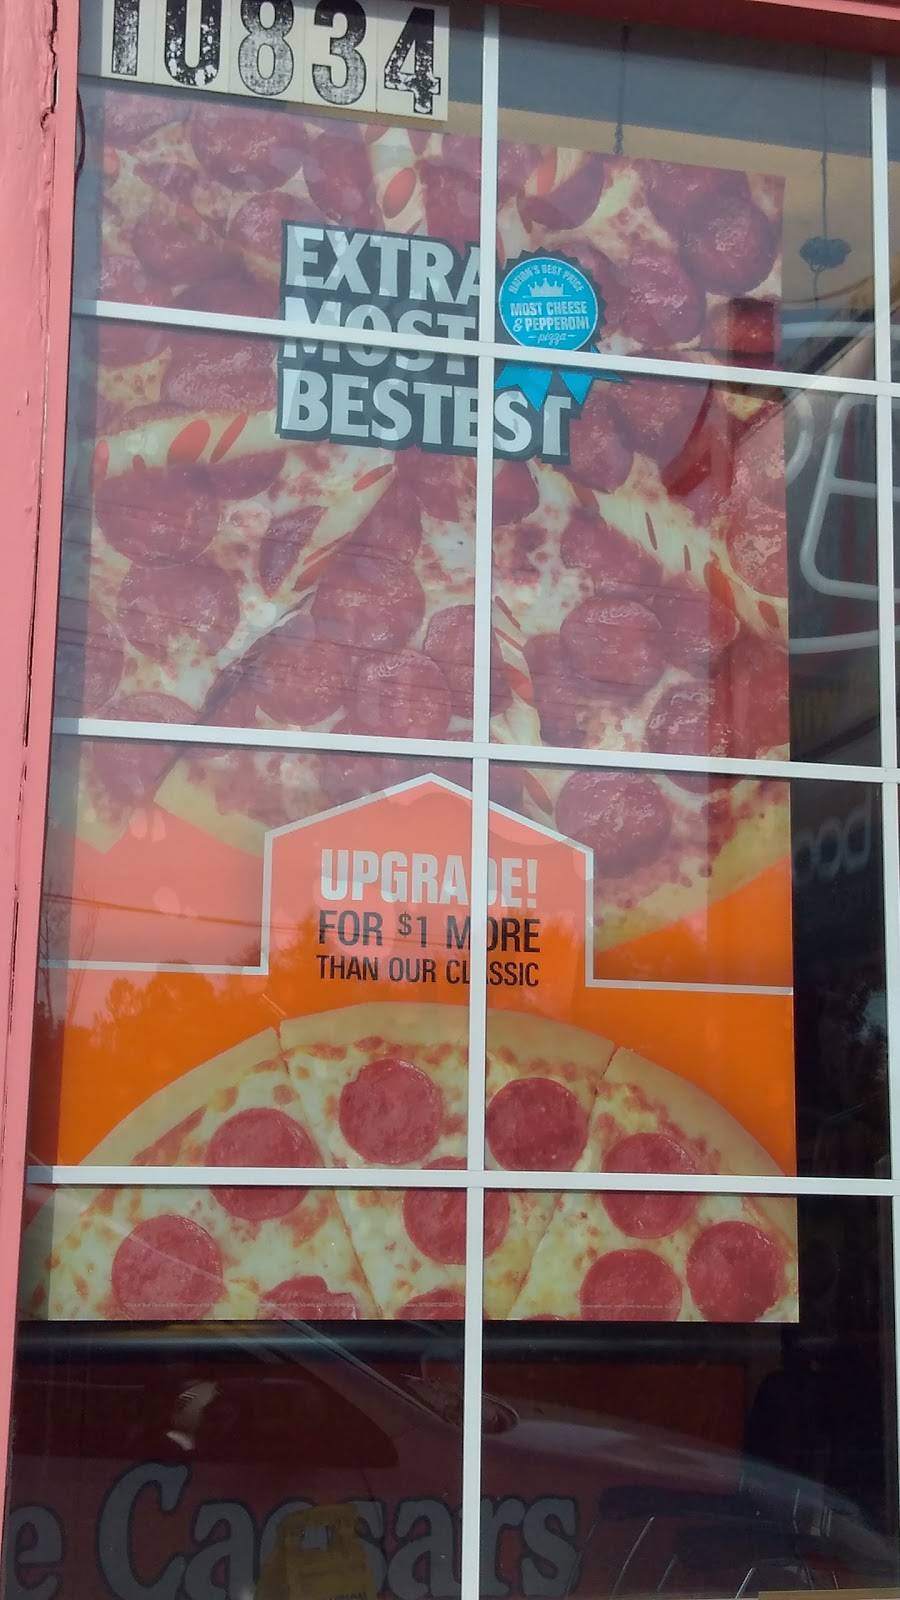 10834
EXTRA
MOST
BESTEST
NATION'S BEST PRICE
MOST CHEESE
& PEPPERONI
pizza
UPGRADE!
FOR $1 MORE
THAN OUR CLASSIC
e Caesars